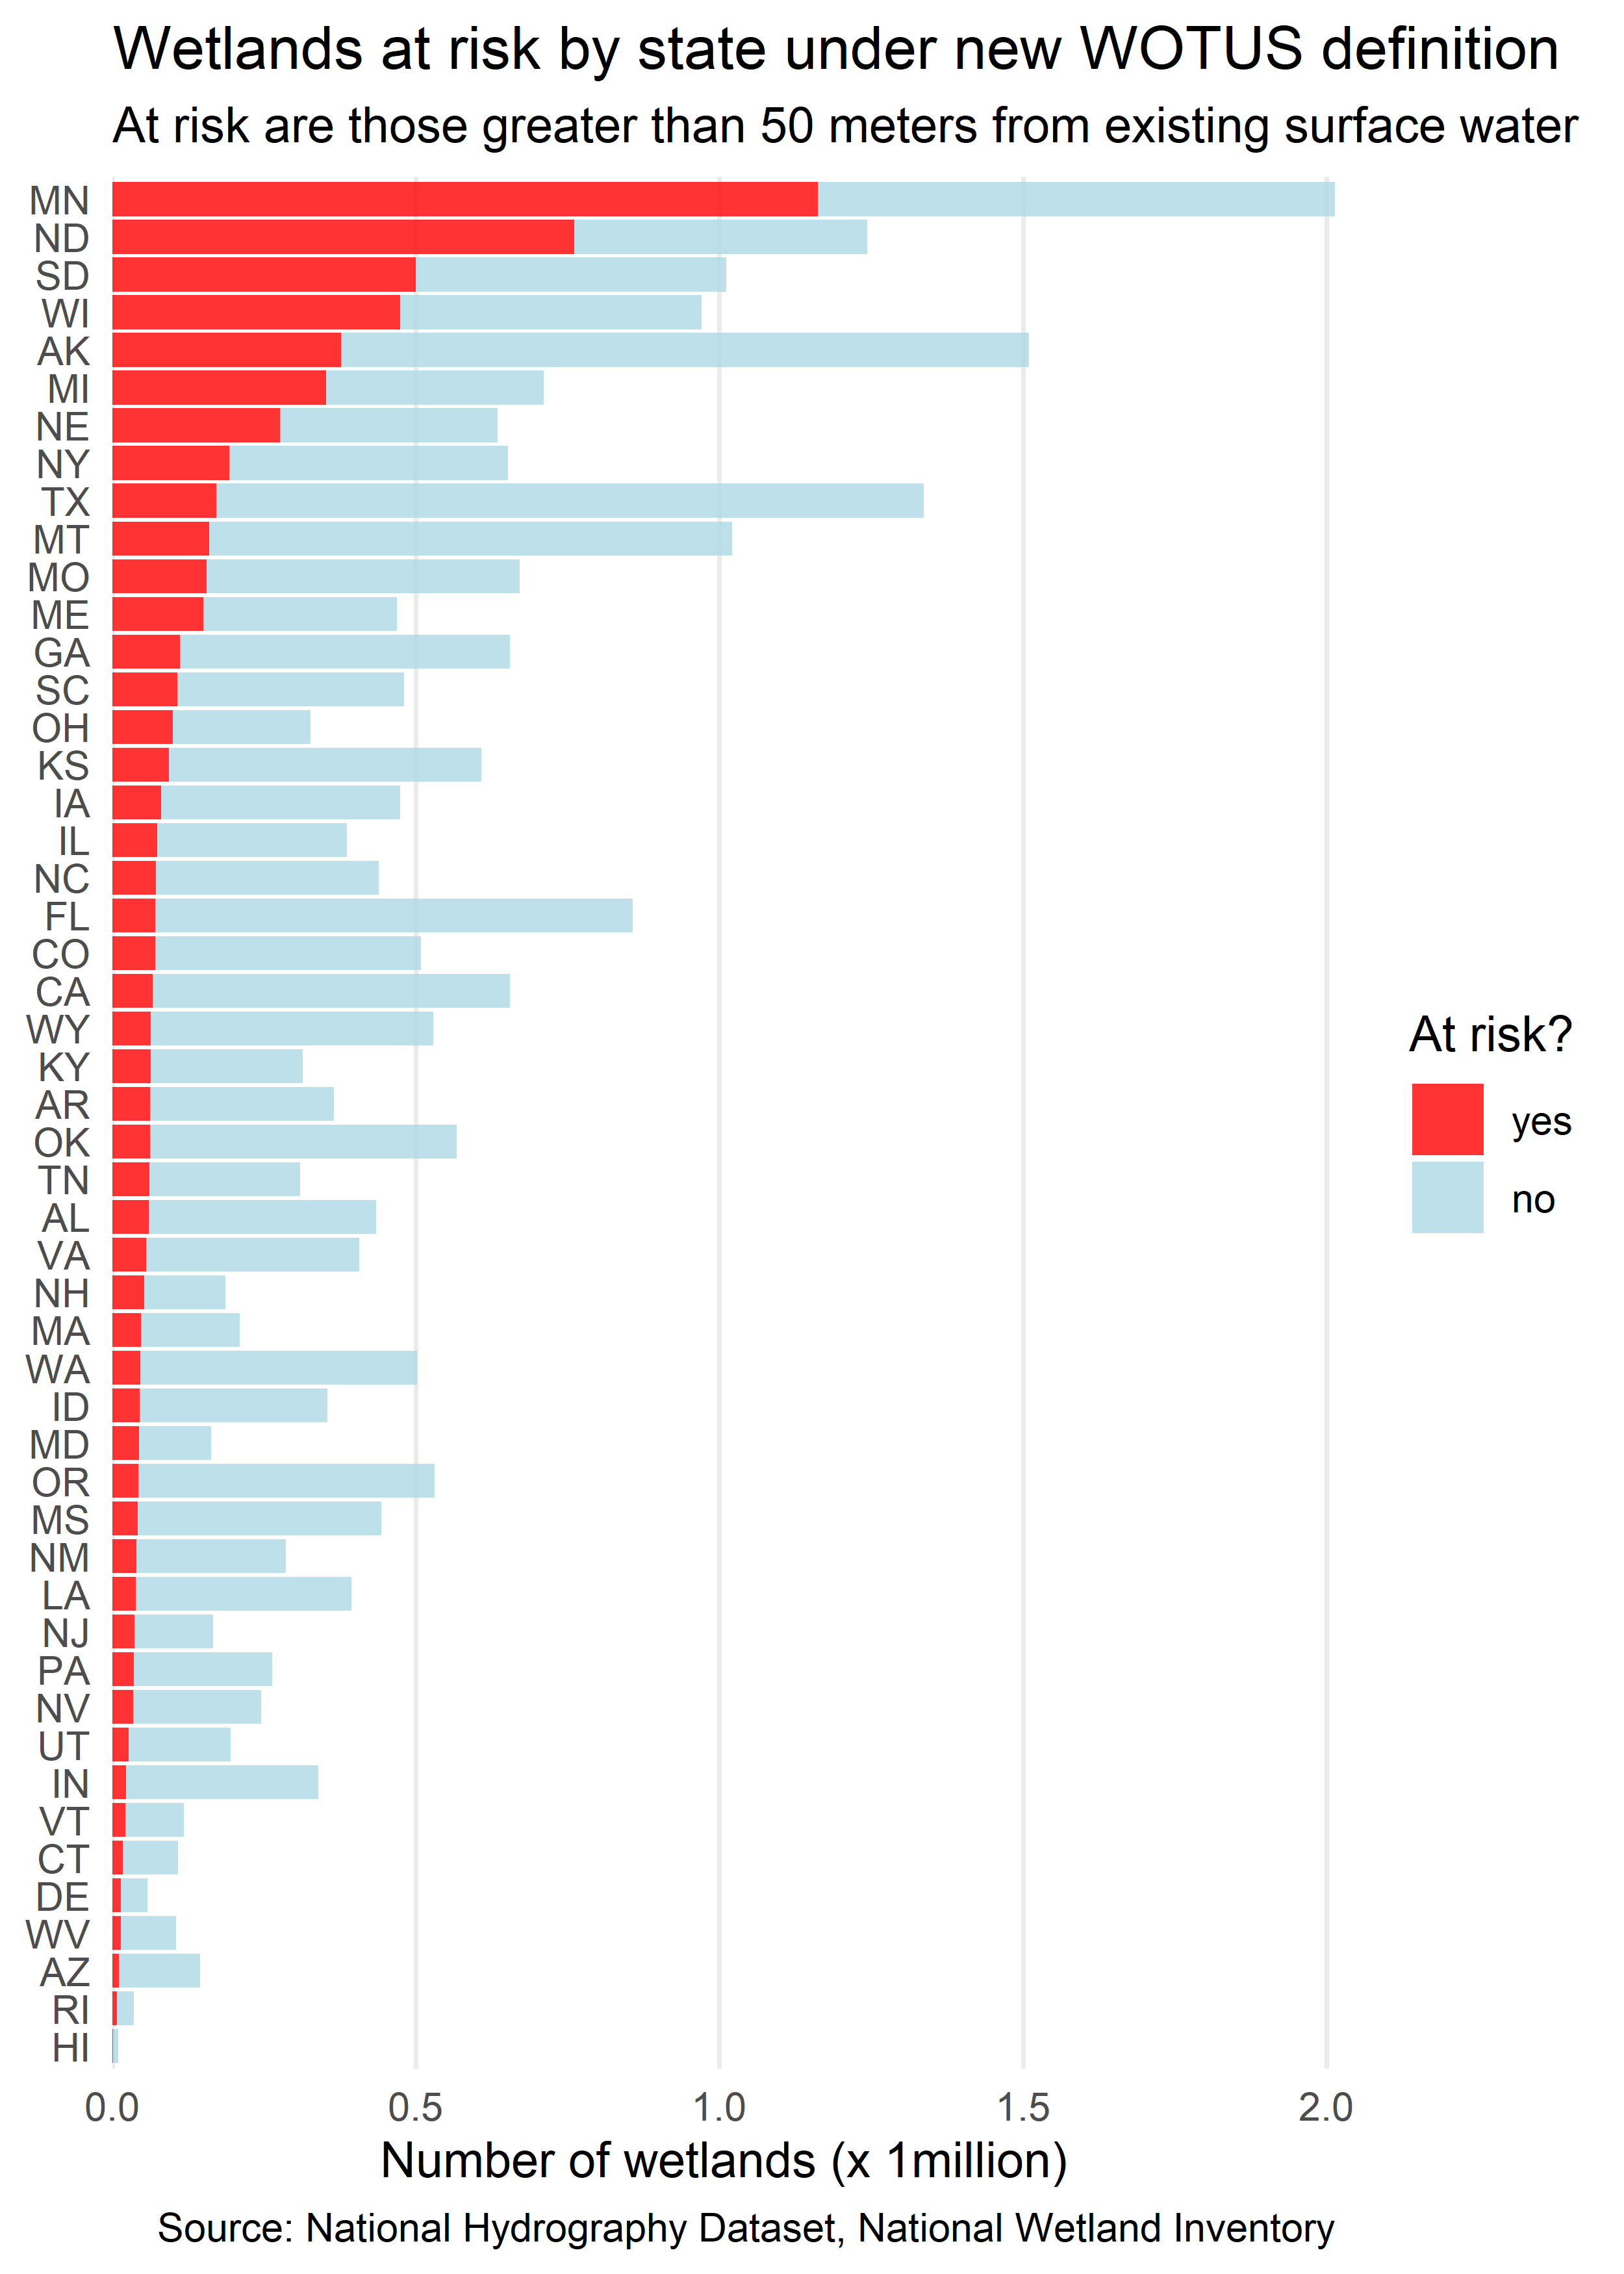 Wetlands at risk by state under new WOTUS definition
At risk are those greater than 50 meters from existing surface water
MN
ND
SD
WI
AK
MI
NE
NY
TX
MT
MO
ME
GA
SC
OH
KS
IA
IL
NC
FL
CO
CA
WY
KY
AR
OK
TN
AL
VA
NH
MA
WA
ID
MD
OR
MS
NM
LA
NJ
PA
NV
UT
IN
VT
CT
DE
WV
AZ
RI
HI
At risk?
yes
no
0.0 0.5 1.0 1.5 2.0
Number of wetlands (x 1million)
Source: National Hydrography Dataset, National Wetland Inventory